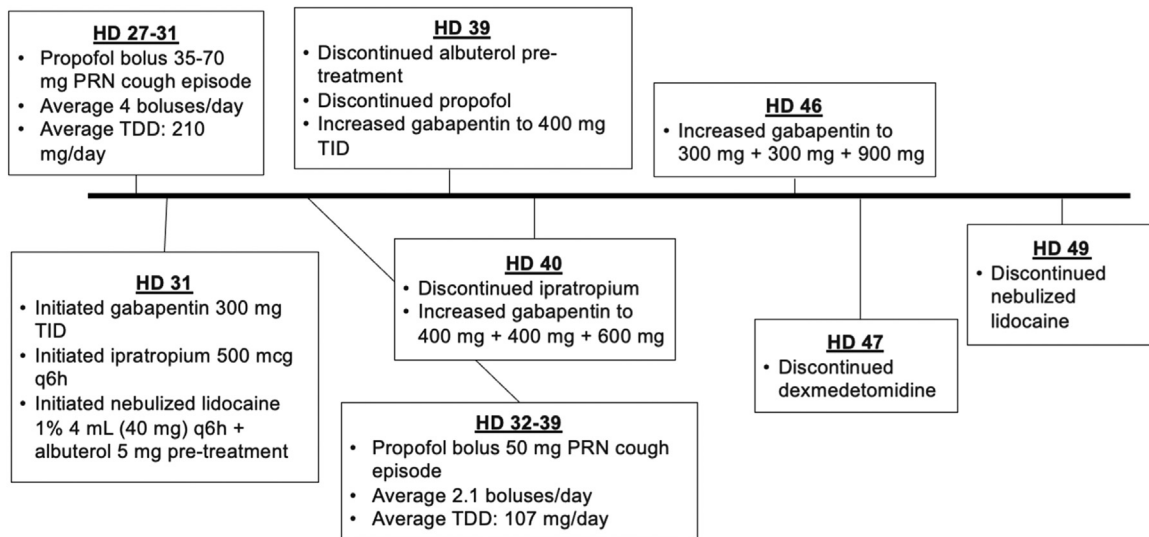 HD 27-31
• Propofol bolus 35-70
mg PRN cough episode
• Average 4 boluses/day
• Average TDD: 210
mg/day
HD 39
• Discontinued albuterol pre-
treatment
• Discontinued propofol
• Increased gabapentin to 400 mg
TID
HD 46
• Increased gabapentin to
300 mg + 300 mg + 900 mg
HD 31
• Initiated gabapentin 300 mg
TID
• Initiated ipratropium 500 mcg
q6h
• Initiated nebulized lidocaine
1% 4 mL (40 mg) q6h +
albuterol 5 mg pre-treatment
HD 40
• Discontinued ipratropium
• Increased gabapentin to
400 mg + 400 mg + 600 mg
HD 32-39
• Propofol bolus 50 mg PRN cough
episode
• Average 2.1 boluses/day
• Average TDD: 107 mg/day
HD 47
• Discontinued
dexmedetomidine
HD 49
• Discontinued
nebulized
lidocaine